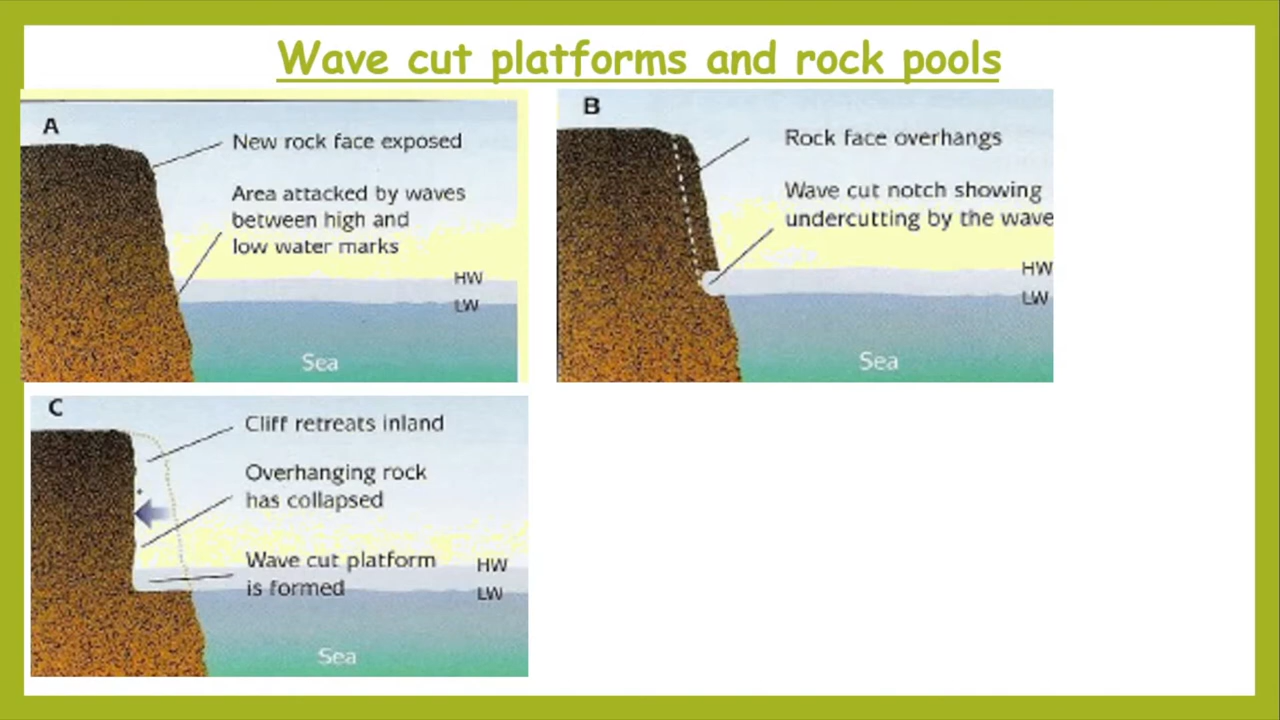 Wave cut platforms and rock pools
A
New rock face exposed
Area attacked by waves
between high and
low water marks
HW
LW
Sea
B
Rock face overhangs
Wave cut notch showing
undercutting by the wave
HW
LW
Sea
C
Cliff retreats inland
Overhanging rock
has collapsed
Wave cut platform
is formed
HW
LW
Sea